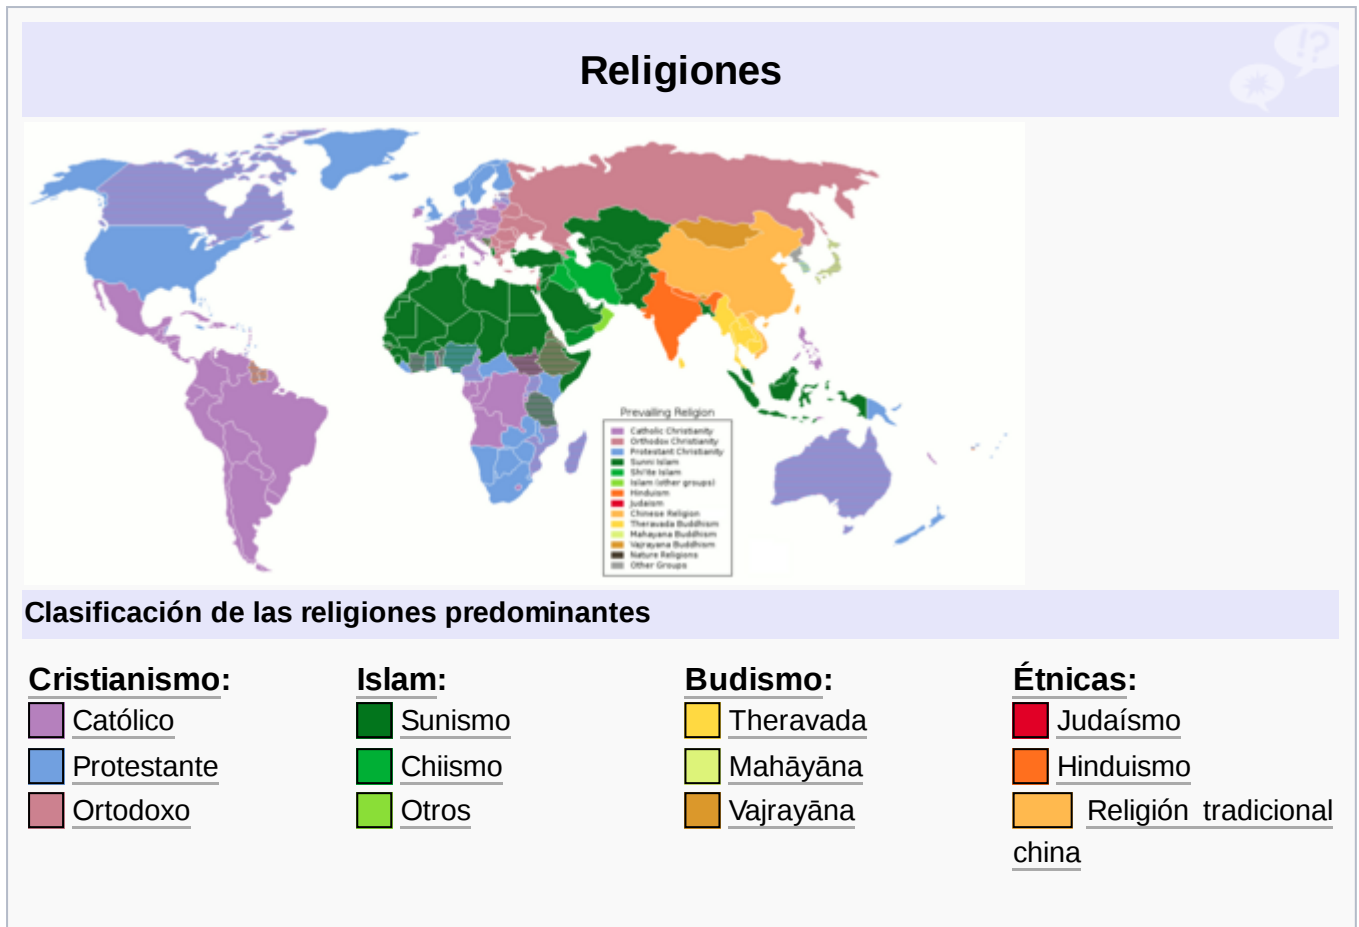 Religiones
!?
Prevailing Religion
Catholic Christianity
Orthodox Christianity
Protestant Christianity
Sunni Islam
Shi'ite Islam
Islam (other groups)
Hinduism
Judaism
Chinese Religion
Theravada Buddhism
Mahayana Buddhism
Vajrayana Buddhism
Nature Religions
Other Groups
Clasificación de las religiones predominantes
Cristianismo:
Católico
Protestante
Ortodoxo
Islam:
Sunismo
Chiismo
Otros
Budismo:
Theravada
Mahāyāna
Vajrayāna
Étnicas:
Judaísmo
Hinduismo
Religión tradicional
china